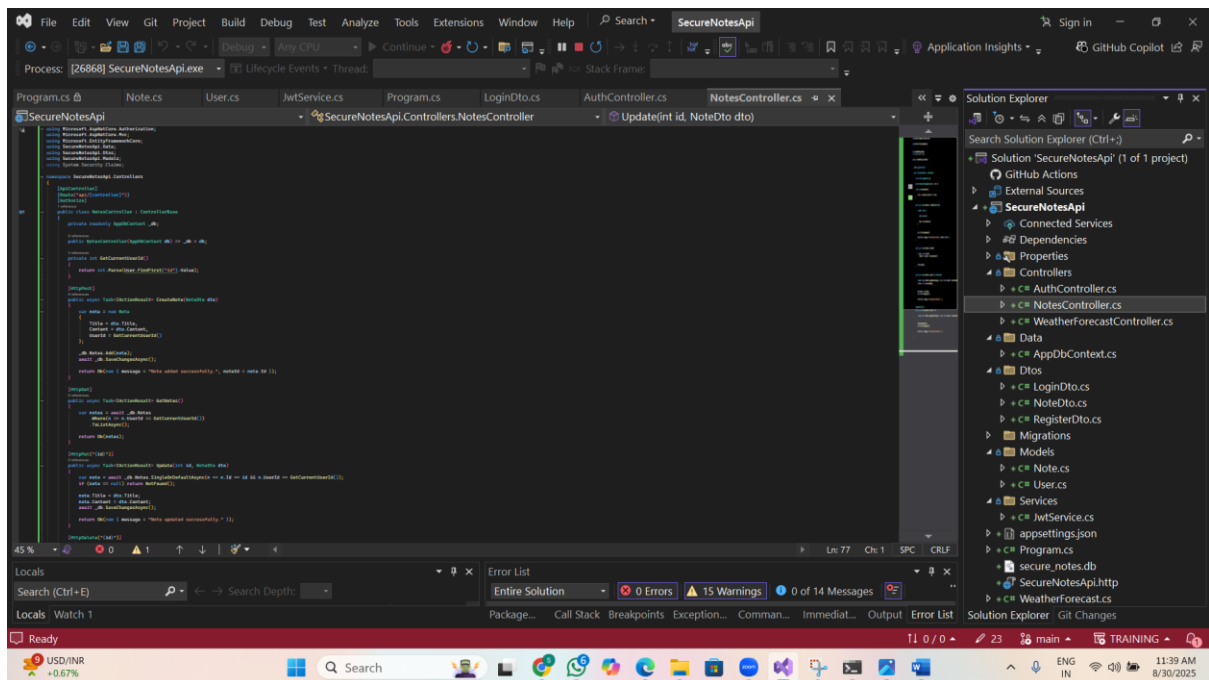 File Edit View Git Project Build Debug Test Analyze Tools Extensions Window Help Search SecureNotesApi Sign in
Debug Any CPU Continue Application Insights GitHub Copilot
Process: [26868] SecureNotesApi.exe Lifecycle Events Thread: Stack Frame:
Program.cs Note.cs User.cs JwtService.cs Program.cs LoginDto.cs AuthController.cs NotesController.cs
SecureNotesApi SecureNotesApi.Controllers.NotesController Update(int id, NoteDto dto)
using Microsoft.AspNetCore.Authorization;
using Microsoft.AspNetCore.Mvc;
using Microsoft.EntityFrameworkCore;
using SecureNotesApi.Data;
using SecureNotesApi.Dtos;
using SecureNotesApi.Models;
using System.Security.Claims;
namespace SecureNotesApi.Controllers
{
[ApiController]
[Route("api/[controller]")]
[Authorize]
public class NotesController : ControllerBase
{
private readonly AppDbContext _db;
public NotesController(AppDbContext db) => _db = db;
private int GetCurrentUserId()
{
return int.Parse(User.FindFirst("id").Value);
}
[HttpPost]
public async Task<IActionResult> CreateNote(NoteDto dto)
{
var note = new Note
{
Title = dto.Title,
Content = dto.Content,
UserId = GetCurrentUserId()
};
_db.Notes.Add(note);
await _db.SaveChangesAsync();
return Ok(new { message = "Note added successfully.", noteId = note.Id });
}
[HttpGet]
public async Task<IActionResult> GetNotes()
{
var notes = await _db.Notes
.Where(n => n.UserId == GetCurrentUserId())
.ToListAsync();
return Ok(notes);
}
[HttpPut("{id}")]
public async Task<IActionResult> Update(int id, NoteDto dto)
{
var note = await _db.Notes.SingleOrDefaultAsync(n => n.Id == id && n.UserId == GetCurrentUserId());
if (note == null) return NotFound();
note.Title = dto.Title;
note.Content = dto.Content;
await _db.SaveChangesAsync();
return Ok(new { message = "Note updated successfully." });
}
[HttpDelete("{id}")]
45 % 0 1 Ln: 77 Ch: 1 SPC CRLF
Locals
Search (Ctrl+E) Search Depth:
Locals Watch 1
Error List
Entire Solution 0 Errors 15 Warnings 0 of 14 Messages
Package... Call Stack Breakpoints Exception... Comman... Immediat... Output Error List
Solution Explorer
Search Solution Explorer (Ctrl+;)
Solution 'SecureNotesApi' (1 of 1 project)
GitHub Actions
External Sources
SecureNotesApi
Connected Services
Dependencies
Properties
Controllers
C# AuthController.cs
C# NotesController.cs
C# WeatherForecastController.cs
Data
C# AppDbContext.cs
Dtos
C# LoginDto.cs
C# NoteDto.cs
C# RegisterDto.cs
Migrations
Models
C# Note.cs
C# User.cs
Services
C# JwtService.cs
appsettings.json
C# Program.cs
secure_notes.db
SecureNotesApi.http
C# WeatherForecast.cs
Solution Explorer Git Changes
Ready 0 / 0 23 main TRAINING 1
9 USD/INR
+0.67%
Search
zoom
ENG
IN
11:39 AM
8/30/2025